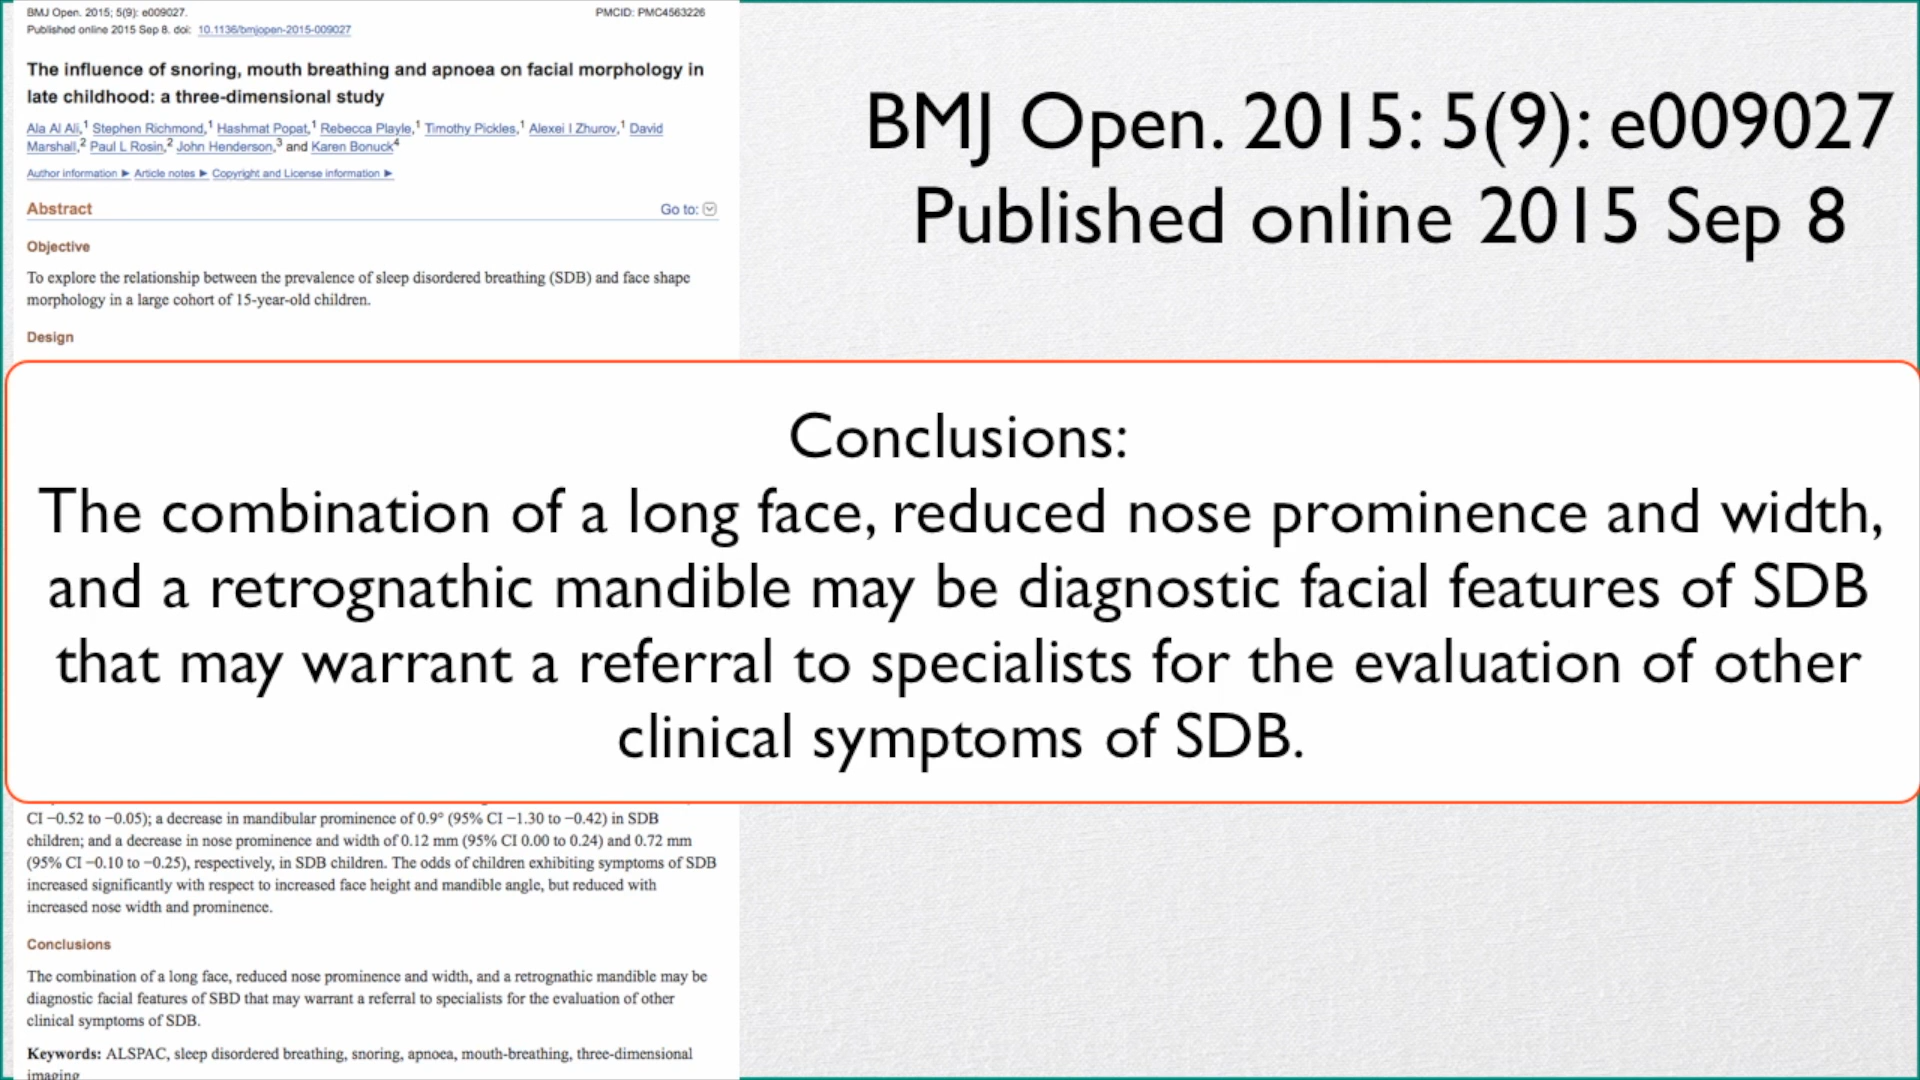 BMJ Open. 2015; 5(9): e009027.
PMCID: PMC4563226
Published online 2015 Sep 8. doi: 10.1136/bmjopen-2015-009027
The influence of snoring, mouth breathing and apnoea on facial morphology in
late childhood: a three-dimensional study
Ala Al Ali,1 Stephen Richmond,1 Hashmat Popat,1 Rebecca Playle,1 Timothy Pickles,1 Alexei I Zhurov,1 David
Marshall,2 Paul L Rosin,2 John Henderson,3 and Karen Bonuck4
Author information ▶ Article notes ▶ Copyright and License information ▶
Abstract
Go to:
Objective
To explore the relationship between the prevalence of sleep disordered breathing (SDB) and face shape
morphology in a large cohort of 15-year-old children.
Design
BMJ Open. 2015: 5(9): e009027
Published online 2015 Sep 8
Conclusions:
The combination of a long face, reduced nose prominence and width,
and a retrognathic mandible may be diagnostic facial features of SDB
that may warrant a referral to specialists for the evaluation of other
clinical symptoms of SDB.
CI −0.52 to −0.05); a decrease in mandibular prominence of 0.9° (95% CI −1.30 to −0.42) in SDB
children; and a decrease in nose prominence and width of 0.12 mm (95% CI 0.00 to 0.24) and 0.72 mm
(95% CI −0.10 to −0.25), respectively, in SDB children. The odds of children exhibiting symptoms of SDB
increased significantly with respect to increased face height and mandible angle, but reduced with
increased nose width and prominence.
Conclusions
The combination of a long face, reduced nose prominence and width, and a retrognathic mandible may be
diagnostic facial features of SBD that may warrant a referral to specialists for the evaluation of other
clinical symptoms of SDB.
Keywords: ALSPAC, sleep disordered breathing, snoring, apnoea, mouth-breathing, three-dimensional
imaging